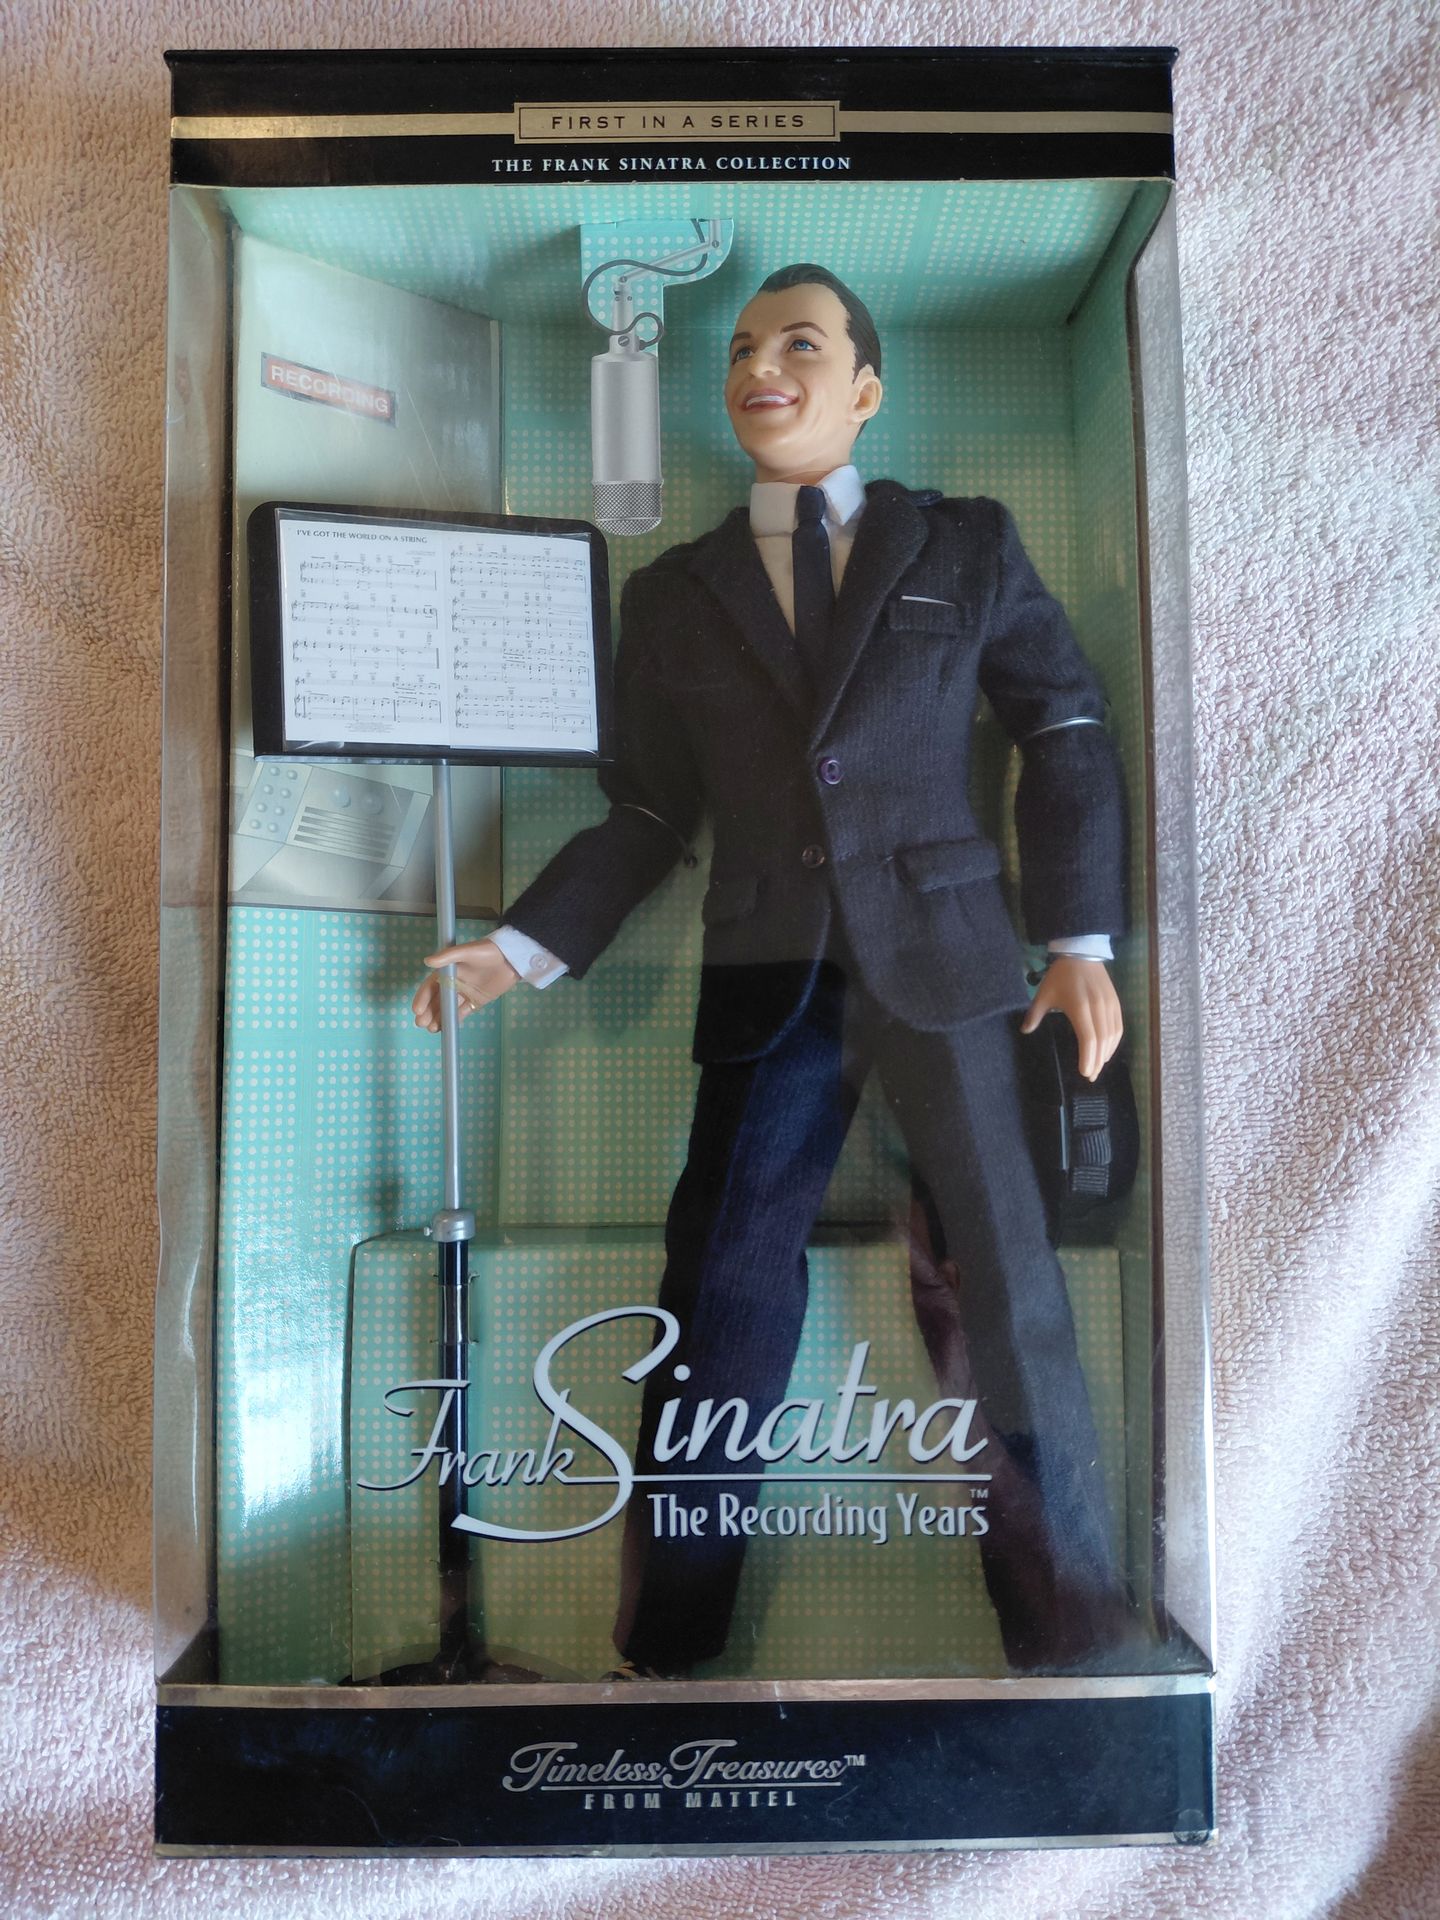 FIRST IN A SERIES
THE FRANK SINATRA COLLECTION
RECORDING
I'VE GOT THE WORLD ON A STRING
Frank Sinatra
The Recording Years™
Timeless Treasures™
FROM MATTEL